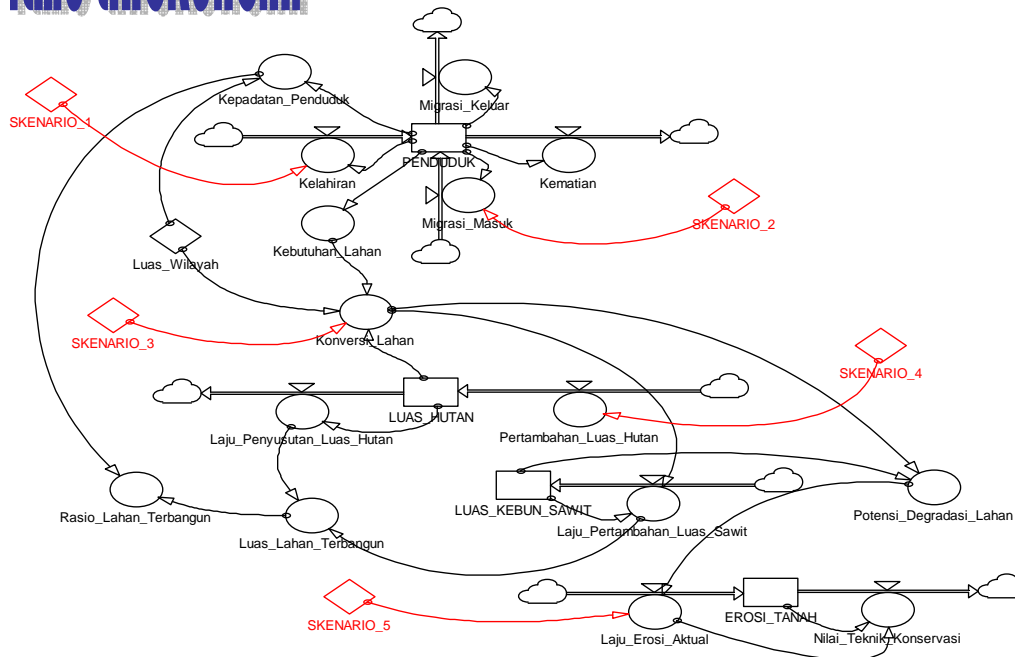 Kepadatan_Penduduk
Migrasi_Keluar
SKENARIO_1
PENDUDUK
Kelahiran
Kematian
Migrasi_Masuk
SKENARIO_2
Kebutuhan_Lahan
Luas_Wilayah
Konversi_Lahan
SKENARIO_3
SKENARIO_4
LUAS_HUTAN
Laju_Penyusutan_Luas_Hutan
Pertambahan_Luas_Hutan
LUAS_KEBUN_SAWIT
Rasio_Lahan_Terbangun
Potensi_Degradasi_Lahan
Luas_Lahan_Terbangun
Laju_Pertambahan_Luas_Sawit
EROSI_TANAH
SKENARIO_5
Laju_Erosi_Aktual
Nilai_Teknik_Konservasi